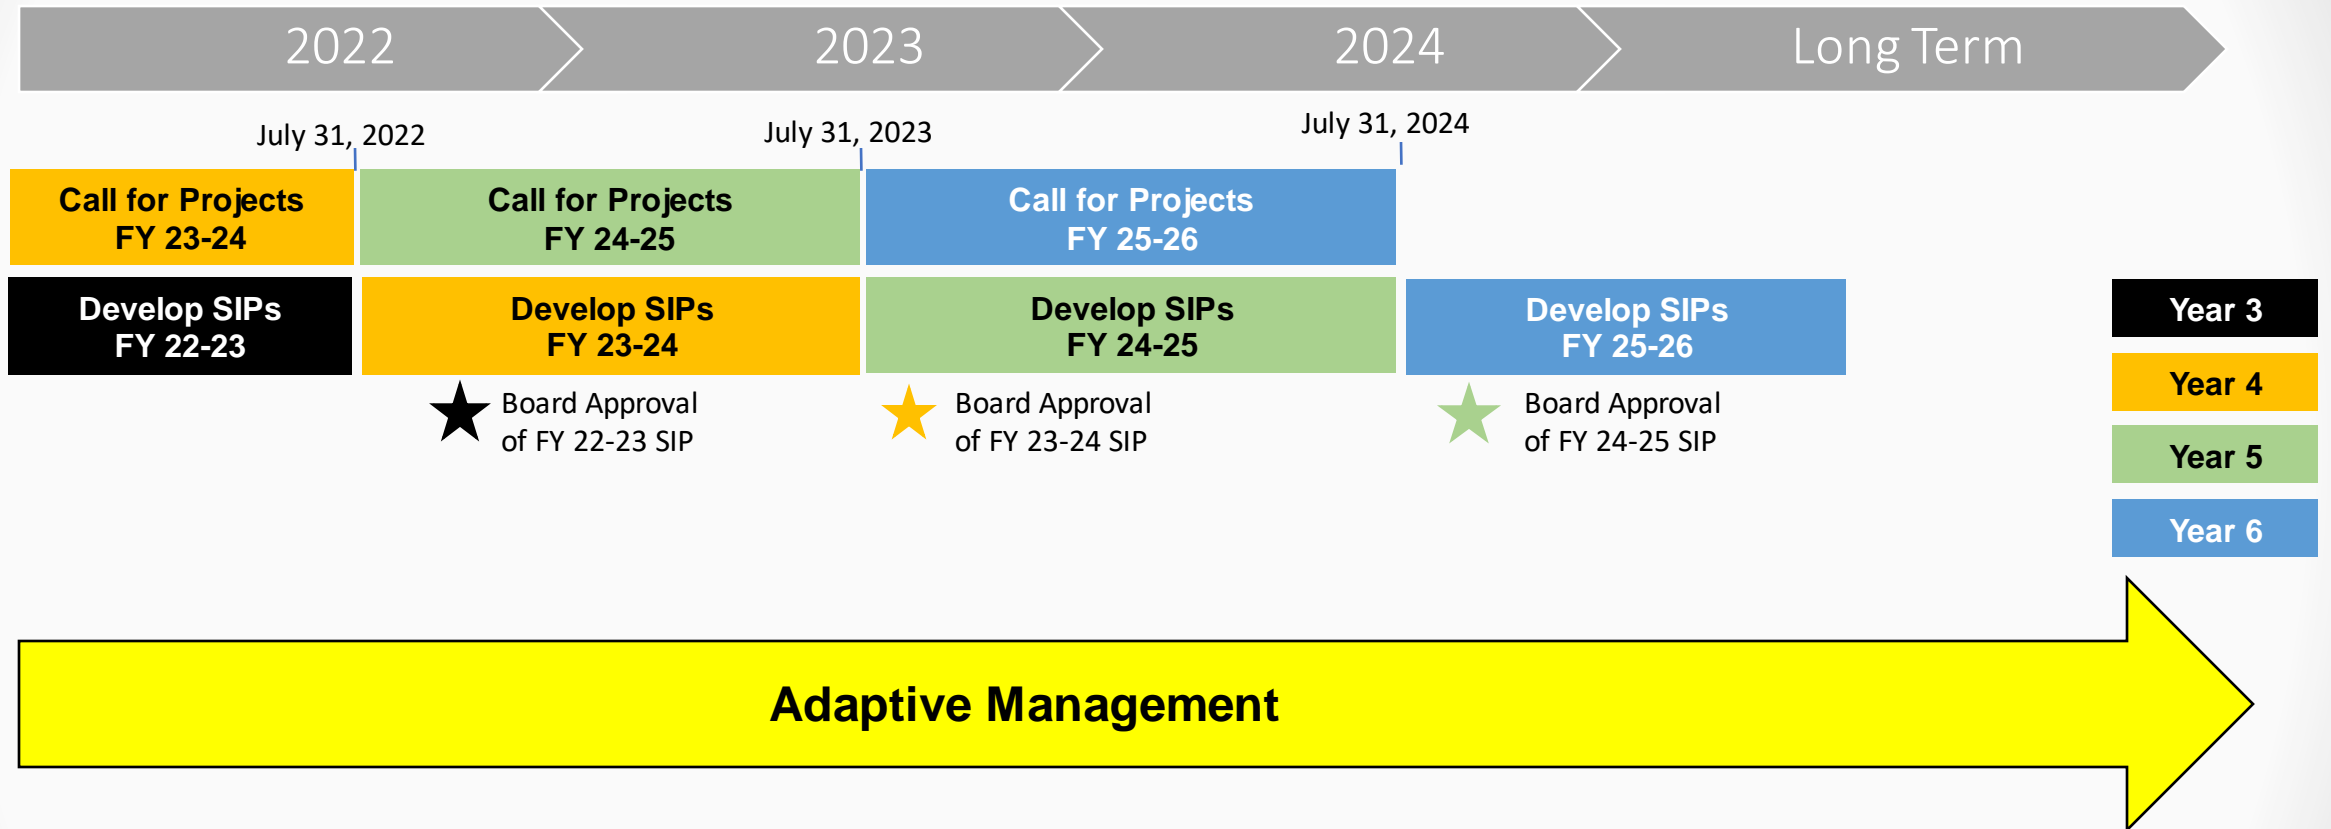 2022
2023
2024
Long Term
July 31, 2022
July 31, 2023
July 31, 2024
Call for Projects
FY 23-24
Call for Projects
FY 24-25
Call for Projects
FY 25-26
Develop SIPs
FY 22-23
Develop SIPs
FY 23-24
Develop SIPs
FY 24-25
Develop SIPs
FY 25-26
Board Approval
of FY 22-23 SIP
Board Approval
of FY 23-24 SIP
Board Approval
of FY 24-25 SIP
Year 3
Year 4
Year 5
Year 6
Adaptive Management